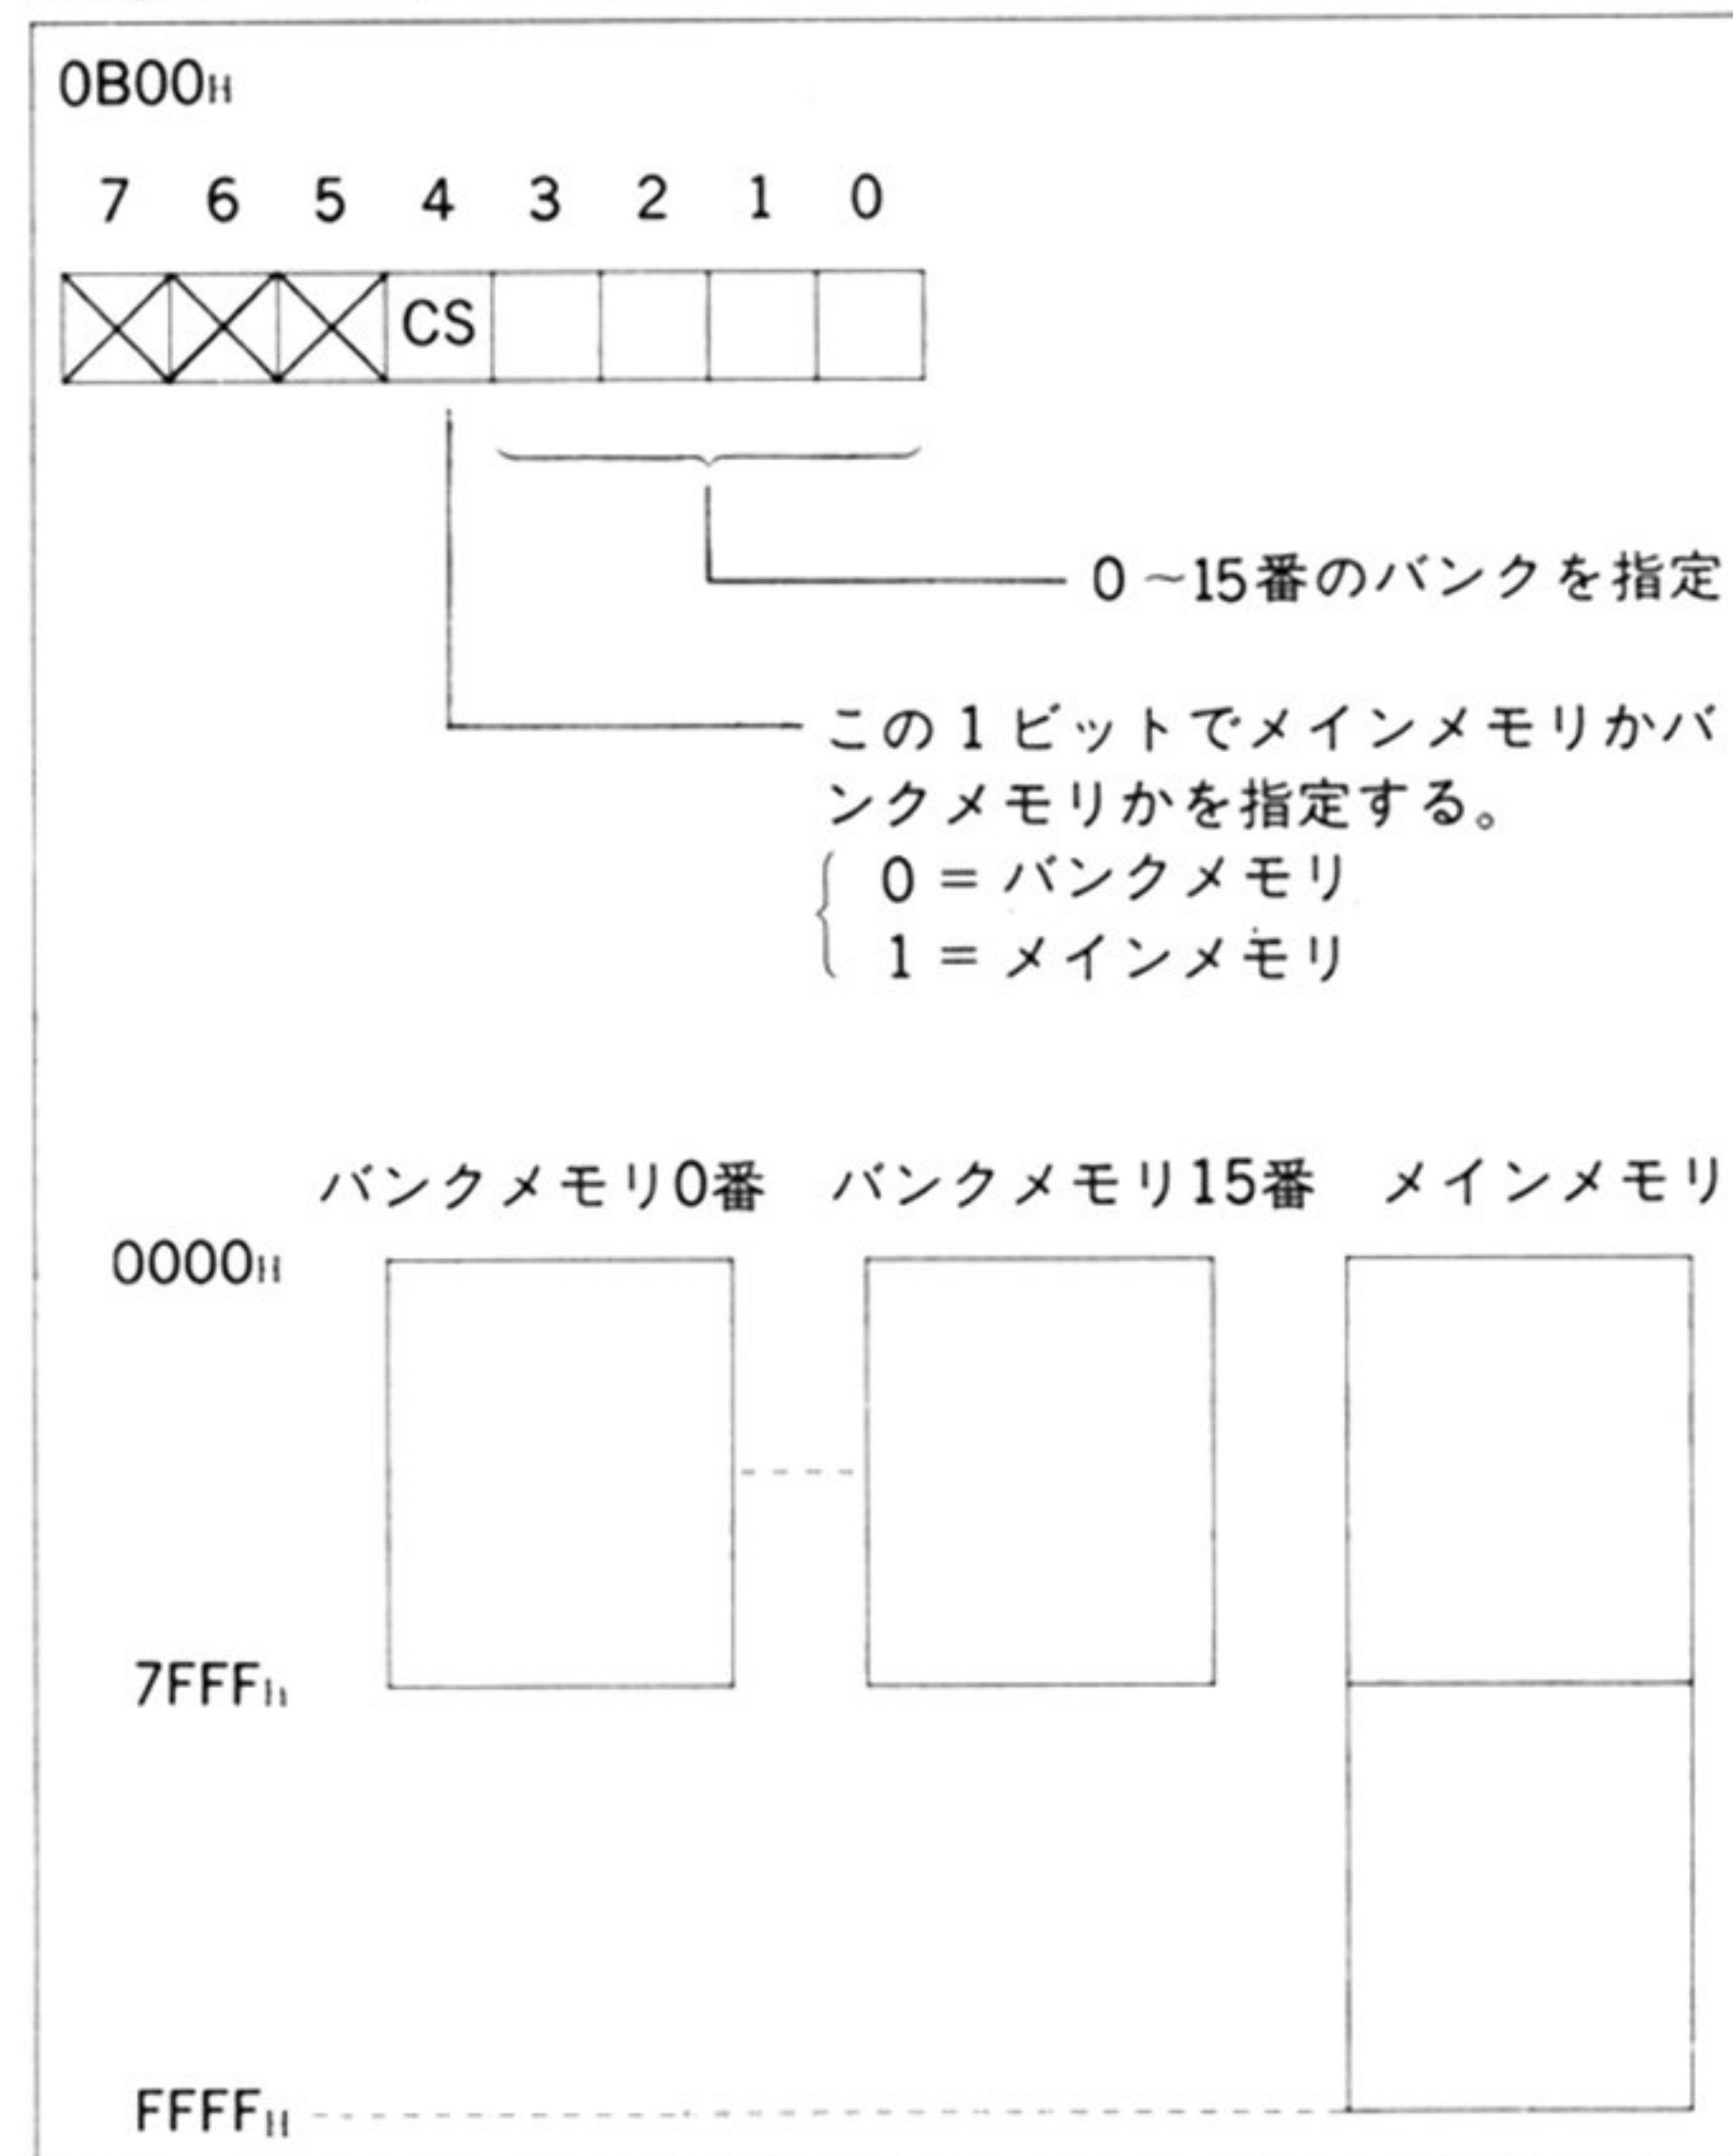 0B00H
7 6 5 4 3 2 1 0
CS
0～15番のバンクを指定
この1ビットでメインメモリかバ
ンクメモリかを指定する。
0＝バンクメモリ
1＝メインメモリ
バンクメモリ0番 バンクメモリ15番 メインメモリ
0000H
7FFFH
FFFFH